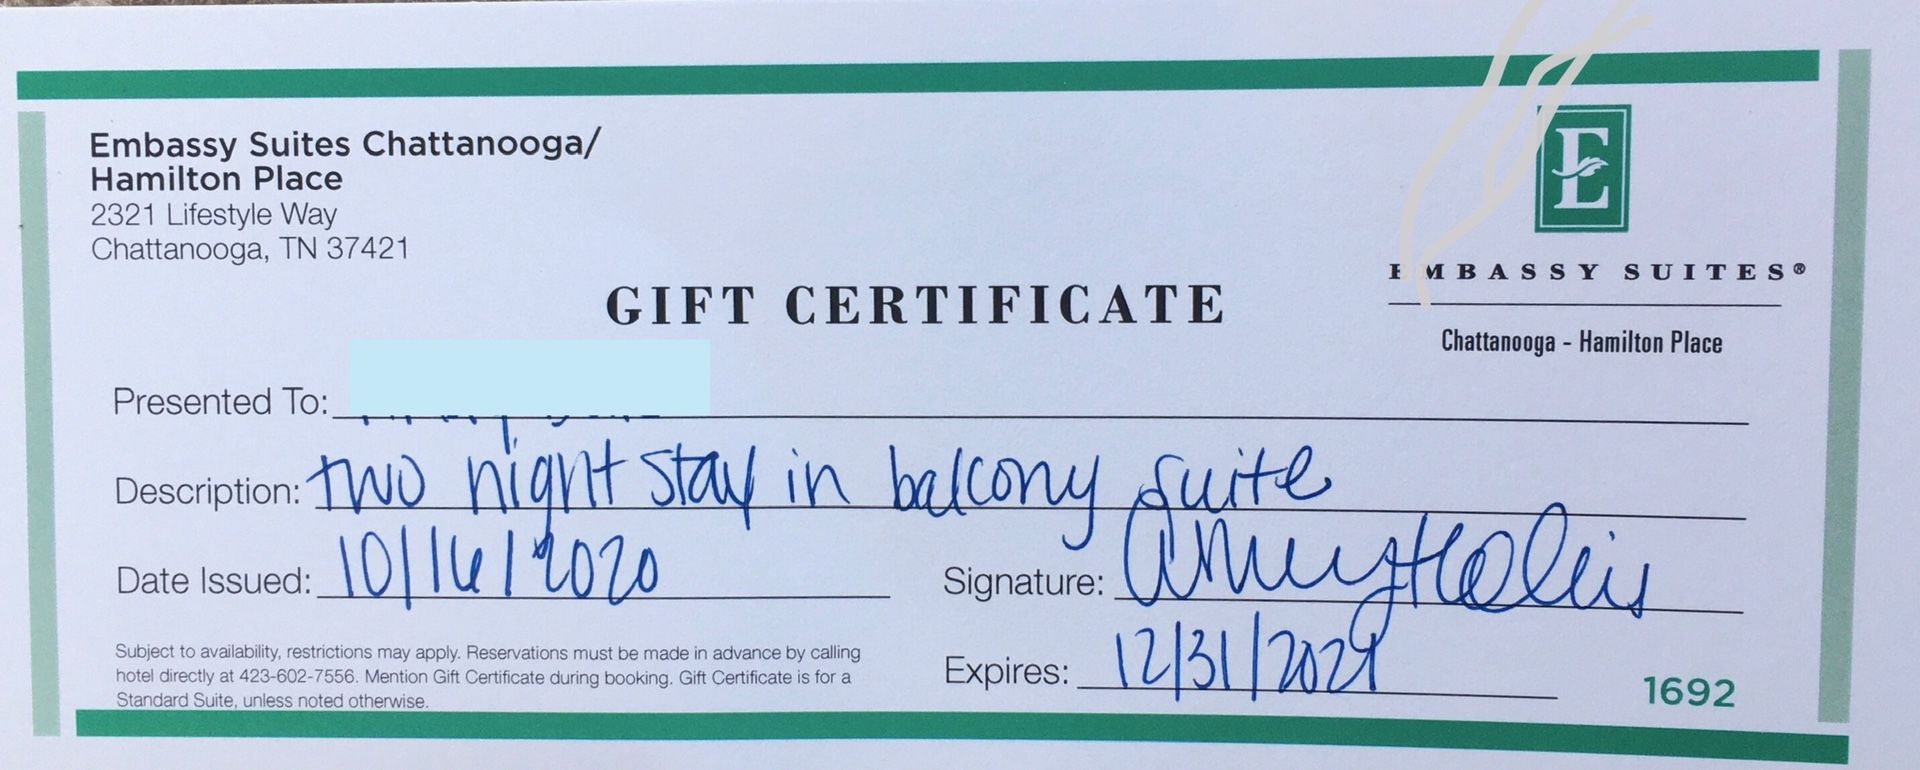 Embassy Suites Chattanooga/
Hamilton Place
2321 Lifestyle Way
Chattanooga, TN 37421
E
EMBASSY SUITES®
Chattanooga - Hamilton Place
GIFT CERTIFICATE
Presented To:
Description: two night stay in balcony suite
Date Issued: 10/16/2020
Signature: Amy
Subject to availability, restrictions may apply. Reservations must be made in advance by calling
hotel directly at 423-602-7556. Mention Gift Certificate during booking. Gift Certificate is for a
Standard Suite, unless noted otherwise.
Expires: 12/31/2021
1692